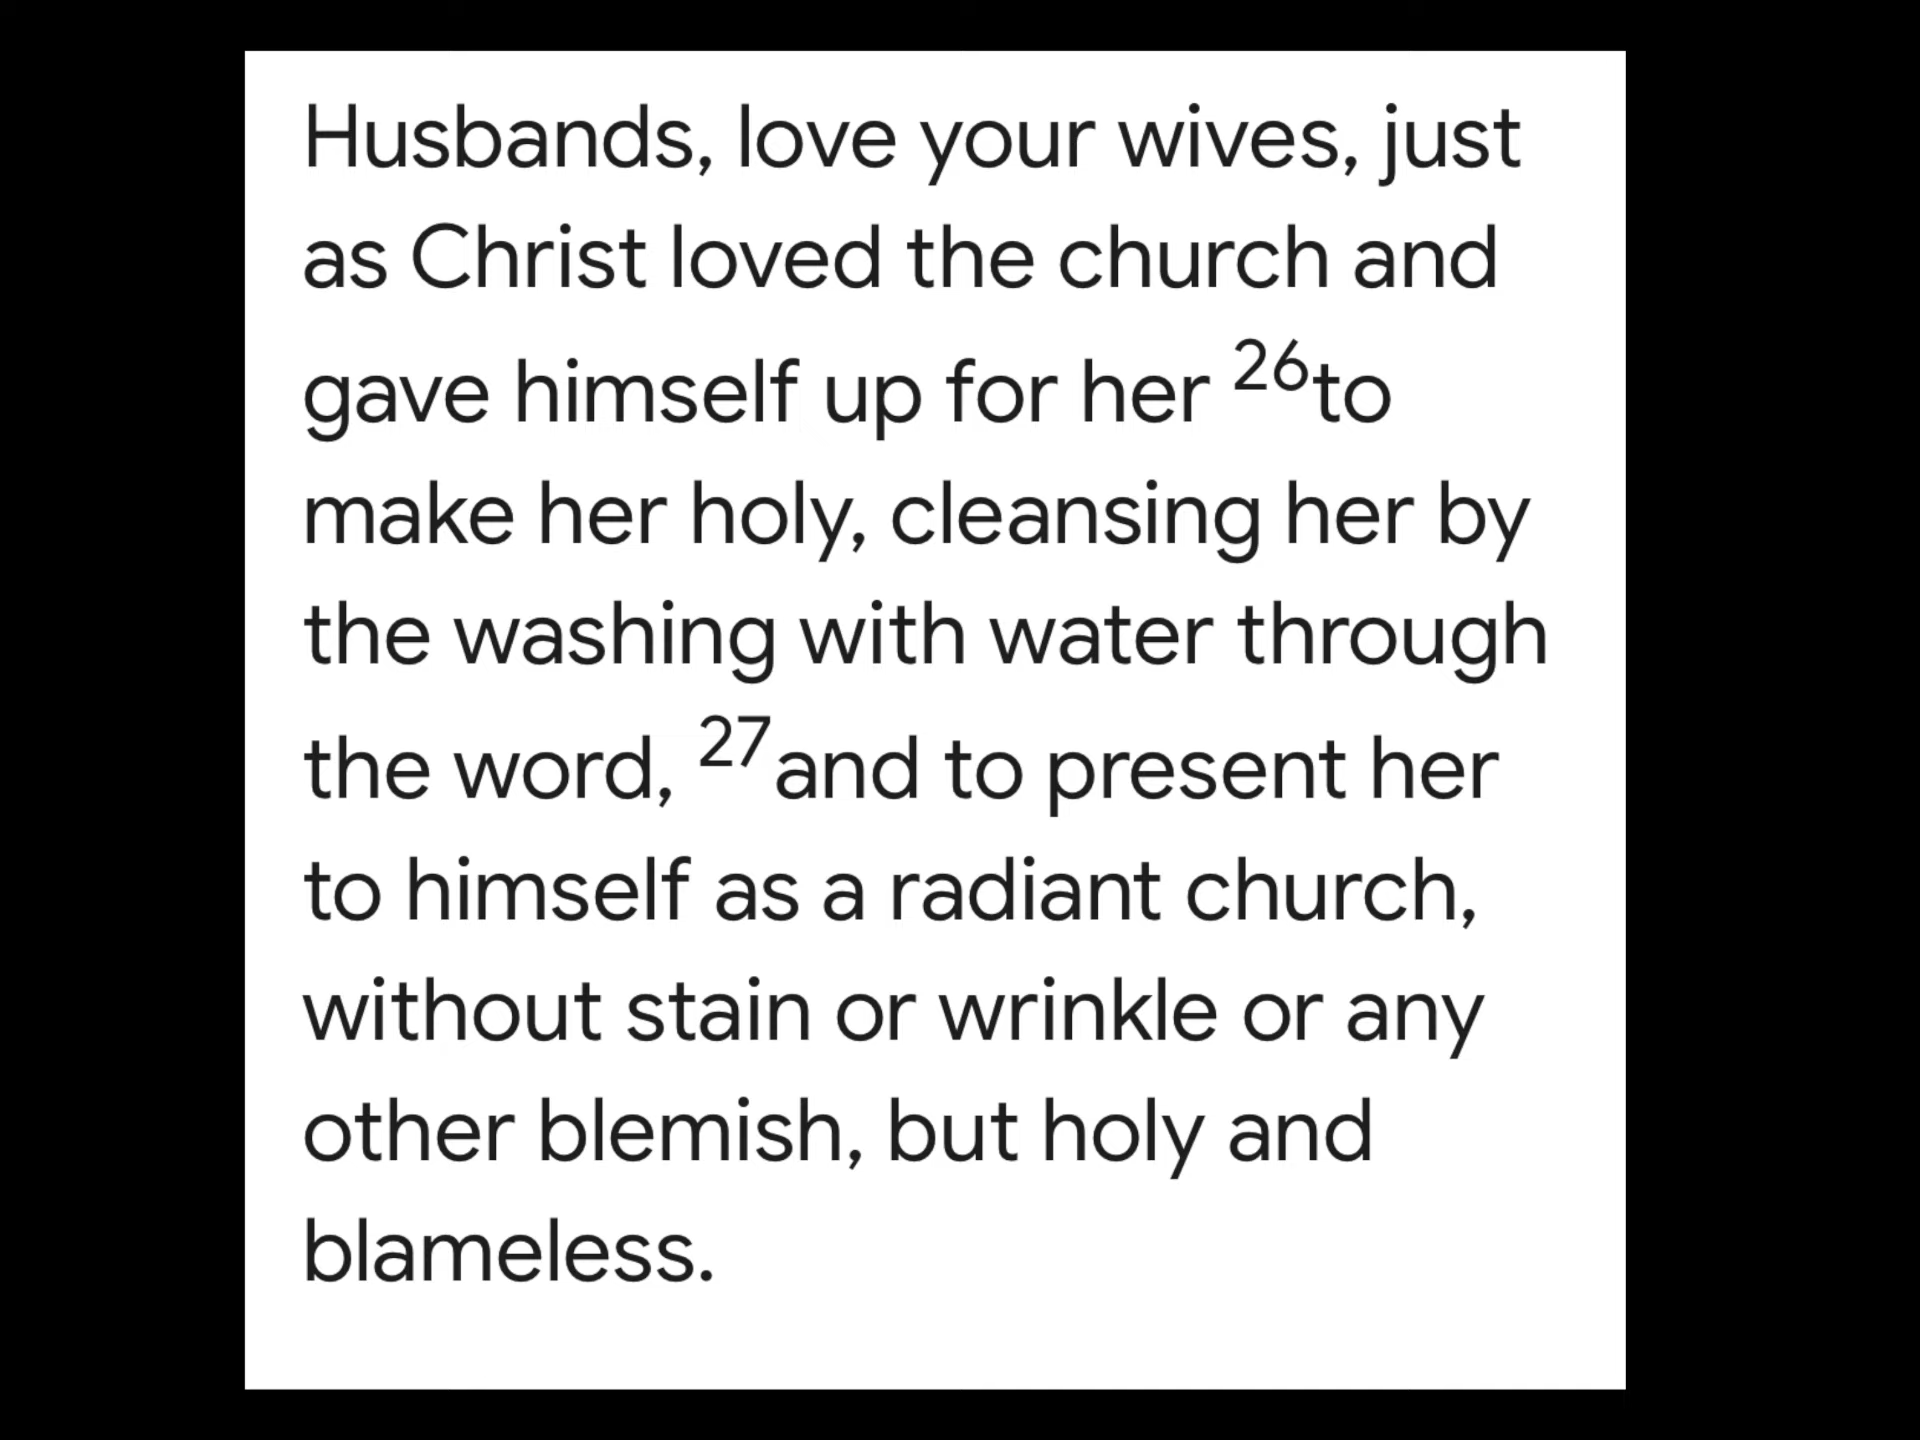 Husbands, love your wives, just
as Christ loved the church and
gave himself up for her 26to
make her holy, cleansing her by
the washing with water through
the word, 27and to present her
to himself as a radiant church,
without stain or wrinkle or any
other blemish, but holy and
blameless.